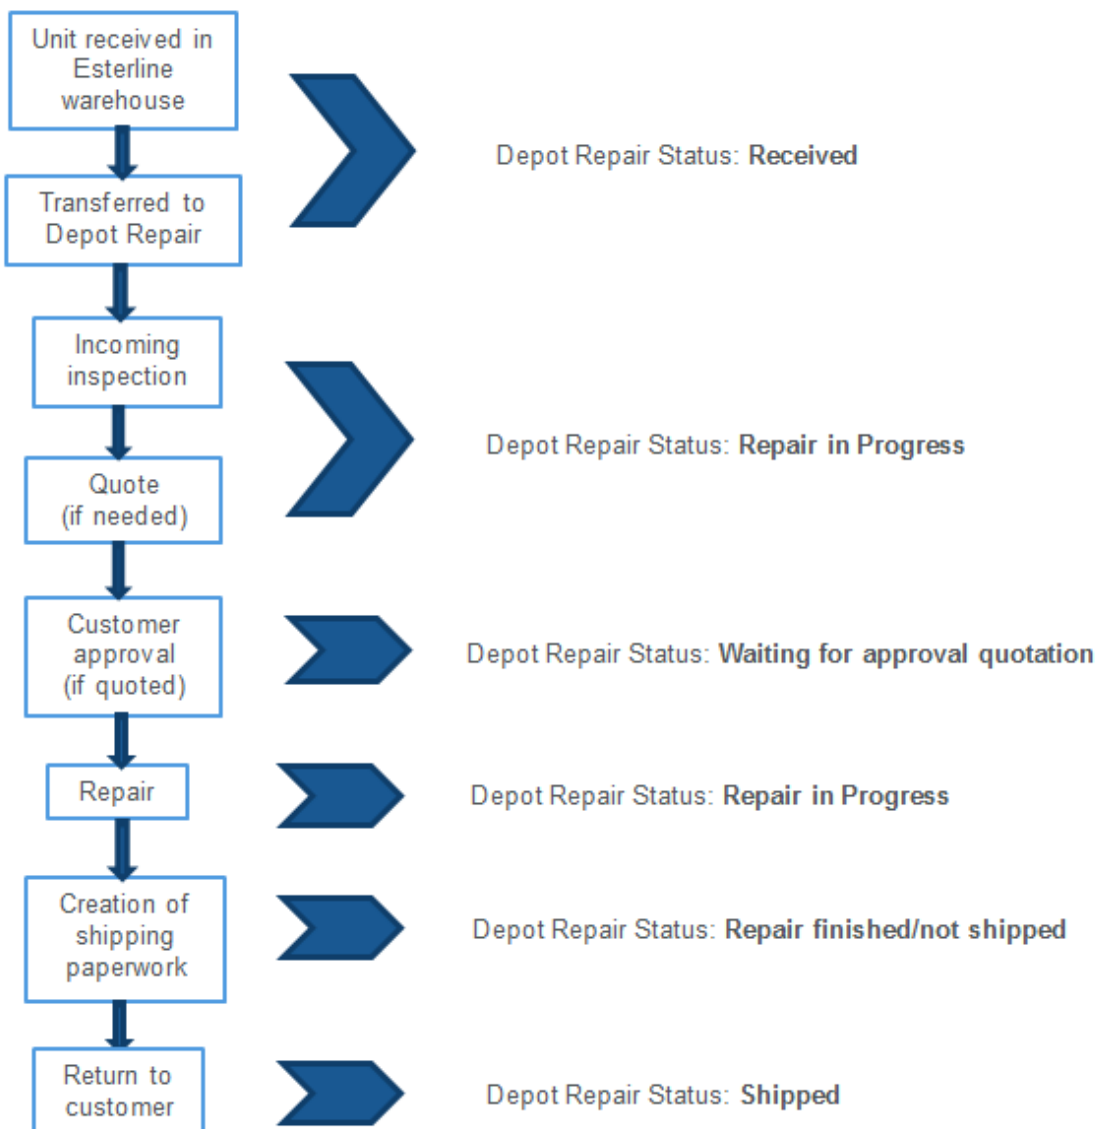 Unit received in
Esterline
warehouse
Depot Repair Status: Received
Transferred to
Depot Repair
Incoming
inspection
Depot Repair Status: Repair in Progress
Quote
(if needed)
Customer
approval
(if quoted)
Depot Repair Status: Waiting for approval quotation
Repair
Depot Repair Status: Repair in Progress
Creation of
shipping
paperwork
Depot Repair Status: Repair finished/not shipped
Return to
customer
Depot Repair Status: Shipped